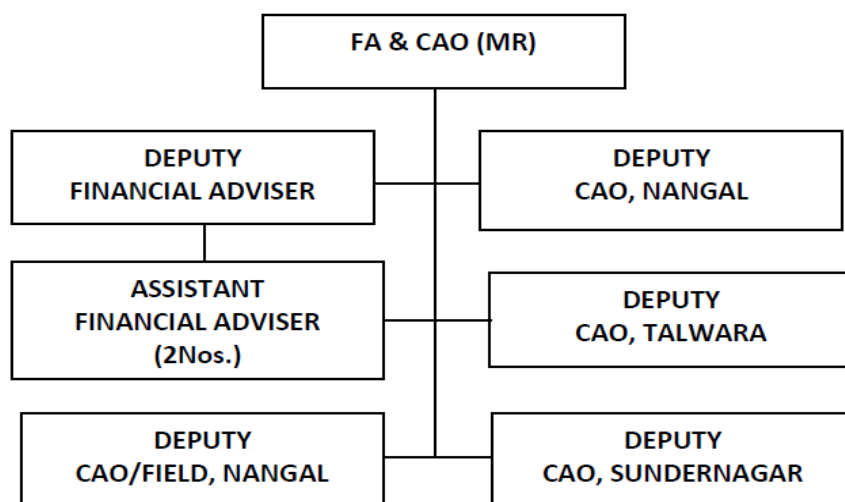 FA & CAO (MR)
DEPUTY
FINANCIAL ADVISER
DEPUTY
CAO, NANGAL
ASSISTANT
FINANCIAL ADVISER
(2Nos.)
DEPUTY
CAO, TALWARA
DEPUTY
CAO/FIELD, NANGAL
DEPUTY
CAO, SUNDERNAGAR